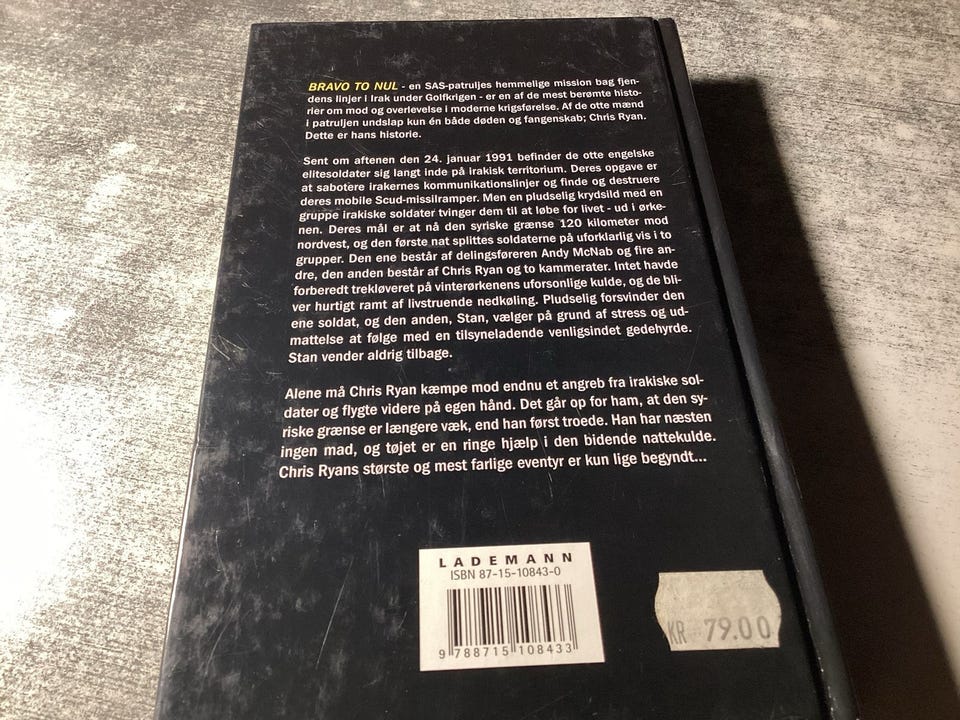 BRAVO TO NUL - en SAS-patruljes hemmelige mission bag fjen-
dens linjer i Irak under Golfkrigen - er en af de mest berømte histo-
rier om mod og overlevelse i moderne krigsførelse. Af de otte mænd
i patruljen undslap kun én både døden og fangenskab; Chris Ryan.
Dette er hans historie.
Sent om aftenen den 24. januar 1991 befinder de otte engelske
elitesoldater sig langt inde på irakisk territorium. Deres opgave er
at sabotere irakernes kommunikationslinjer og finde og destruere
deres mobile Scud-missilramper. Men en pludselig krydsild med en
gruppe irakiske soldater tvinger dem til at løbe for livet - ud i ørke-
nen. Deres mål er at nå den syriske grænse 120 kilometer mod
nordvest, og den første nat splittes soldaterne på uforklarlig vis i to
grupper. Den ene består af delingsføreren Andy McNab og fire an-
dre, den anden består af Chris Ryan og to kammerater. Intet havde
forberedt trekløveret på vinterørkenens uforsonlige kulde, og de bli-
ver hurtigt ramt af livstruende nedkøling. Pludselig forsvinder den
ene soldat, og den anden, Stan, vælger på grund af stress og ud-
mattelse at følge med en tilsyneladende venligsindet gedehyrde.
Stan vender aldrig tilbage.
Alene må Chris Ryan kæmpe mod endnu et angreb fra irakiske sol-
dater og flygte videre på egen hånd. Det går op for ham, at den sy-
riske grænse er længere væk, end han først troede. Han har næsten
ingen mad, og tøjet er en ringe hjælp i den bidende nattekulde.
Chris Ryans største og mest farlige eventyr er kun lige begyndt...
LADEMANN
ISBN 87-15-10843-0
9 788715 108433
KR 79.00